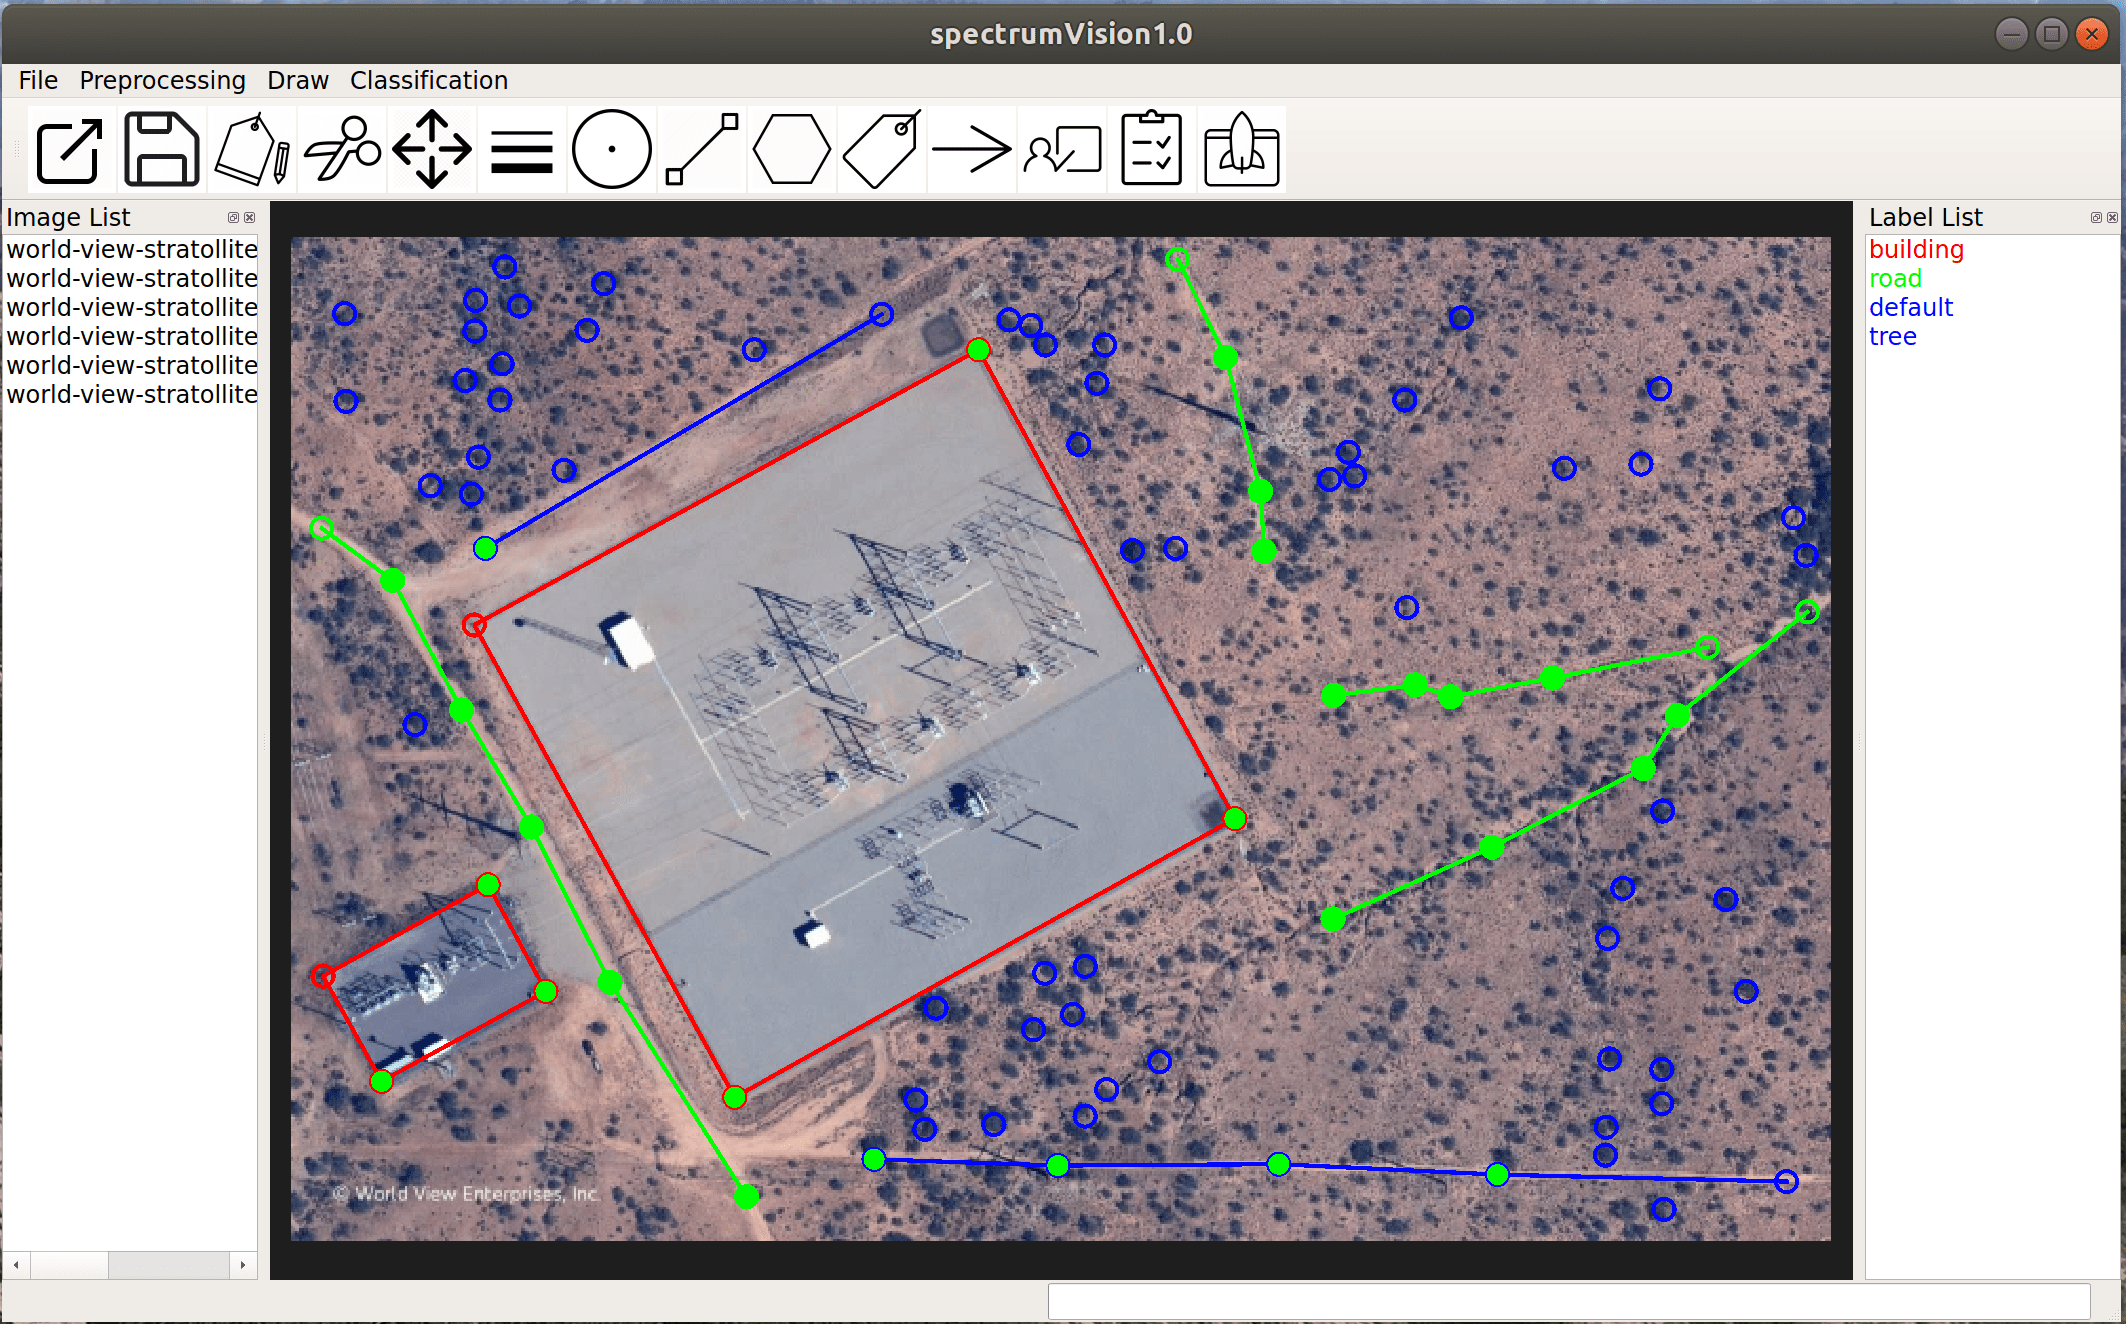 spectrumVision1.0
File Preprocessing Draw Classification
Image List
world-view-stratollite
world-view-stratollite
world-view-stratollite
world-view-stratollite
world-view-stratollite
world-view-stratollite
Label List
building
road
default
tree
© World View Enterprises, Inc.